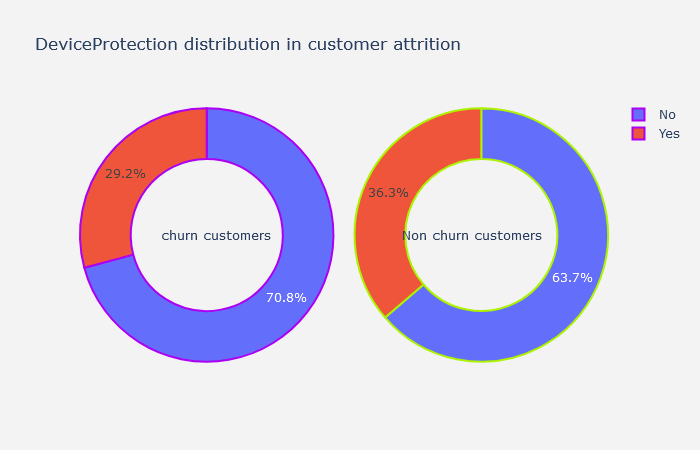 DeviceProtection distribution in customer attrition
No
Yes
29.2%
churn customers
70.8%
36.3%
Non churn customers
63.7%